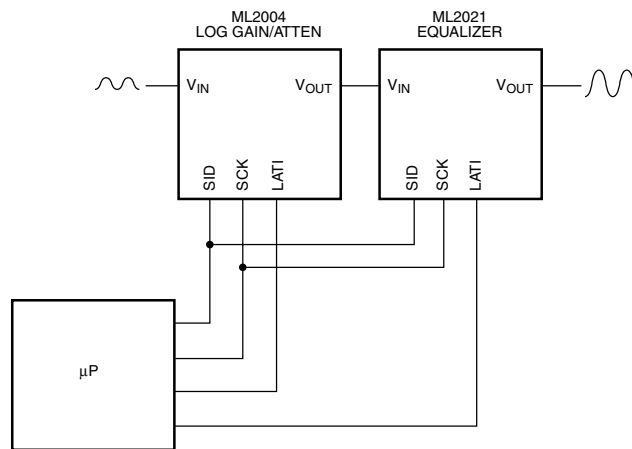 ML2004
LOG GAIN/ATTEN
ML2021
EQUALIZER
VIN
VOUT
VIN
VOUT
SID
SCK
LATI
SID
SCK
LATI
μP